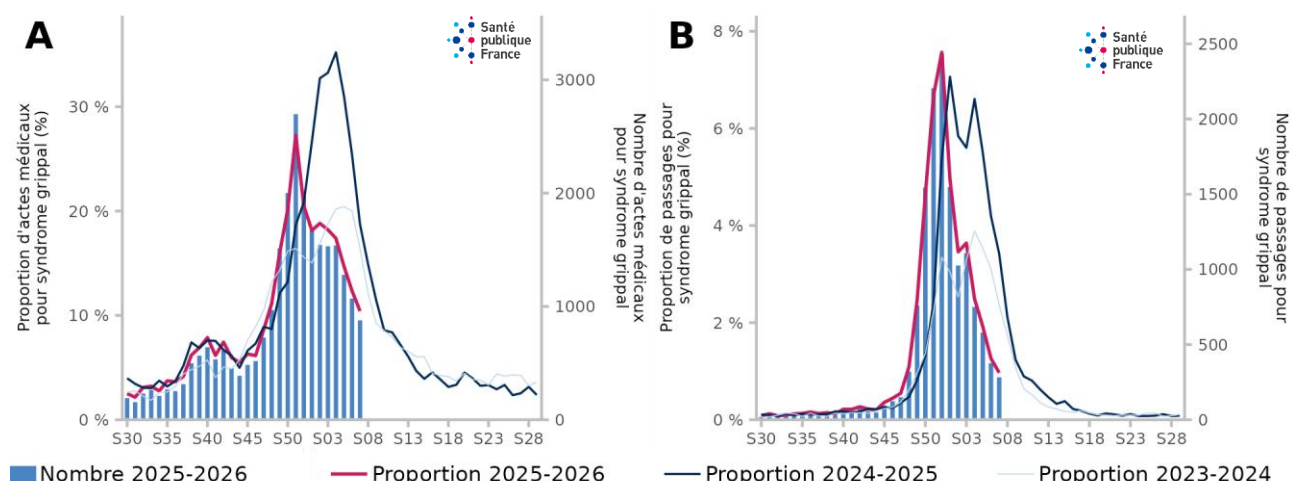 A
Santé
publique
France
Proportion d'actes médicaux
pour syndrome grippal (%)
30 %
20 %
10 %
0 %
3000
2000
1000
0
Nombre d'actes médicaux
pour syndrome grippal
S30 S35 S40 S45 S50 S03 S08 S13 S18 S23 S28
B
Santé
publique
France
Proportion de passages pour
syndrome grippal (%)
8 %
6 %
4 %
2 %
0 %
2500
2000
1500
1000
500
0
Nombre de passages pour
syndrome grippal
S30 S35 S40 S45 S50 S03 S08 S13 S18 S23 S28
Nombre 2025-2026 Proportion 2025-2026 Proportion 2024-2025 Proportion 2023-2024